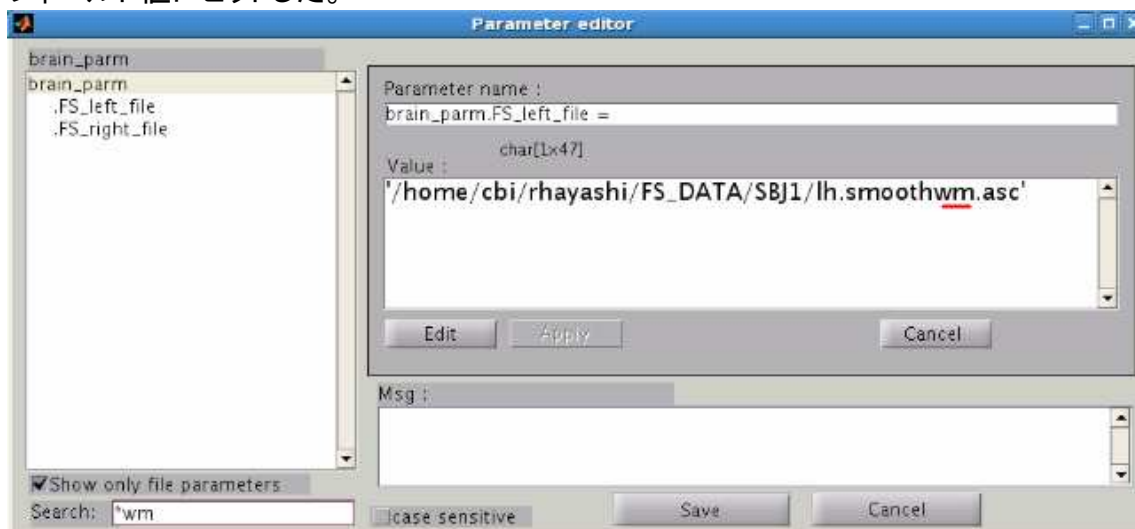 Parameter editor
brain_parm
brain_parm
.FS_left_file
.FS_right_file
Show only file parameters
Search: *wm
Parameter name :
brain_parm.FS_left_file =
char[1x47]
Value :
'/home/cbi/rhayashi/FS_DATA/SBJ1/lh.smoothwm.asc'
Edit
Apply
Cancel
Msg :
case sensitive
Save
Cancel